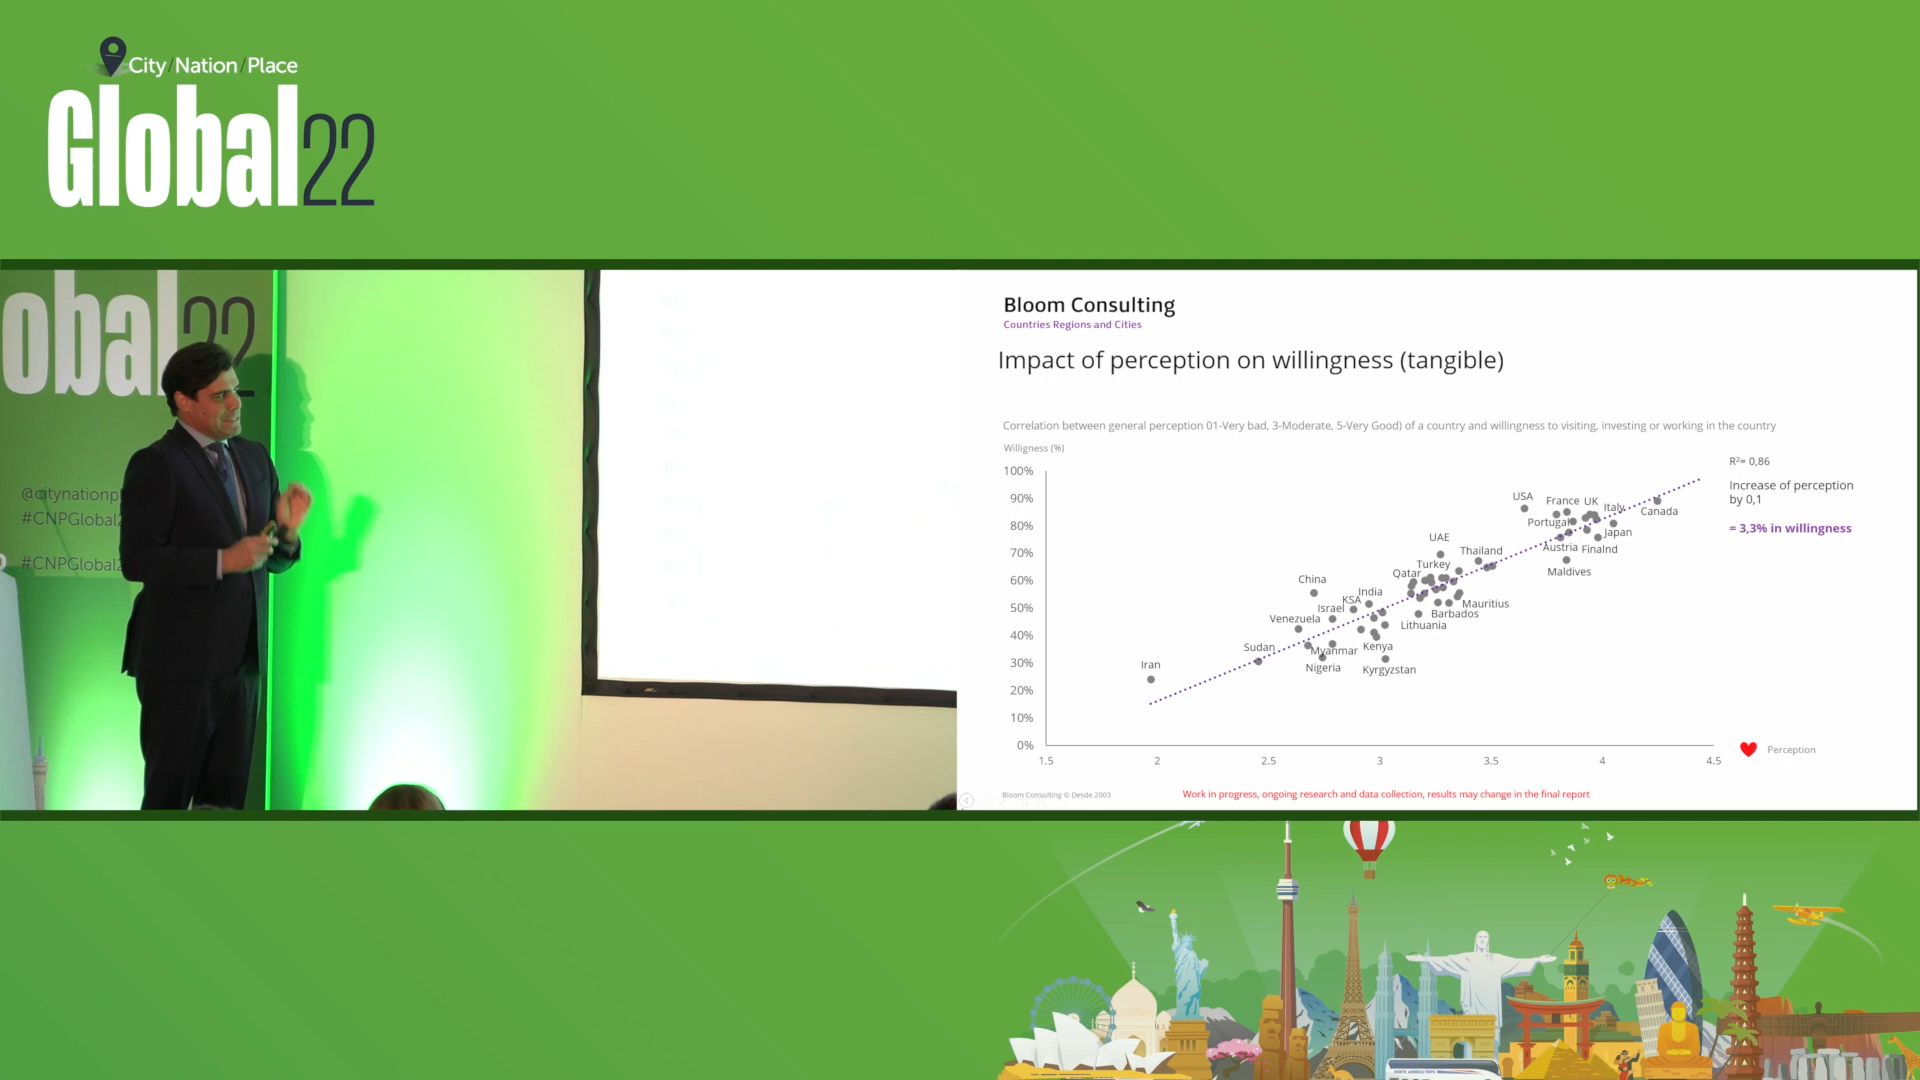 City/Nation/Place
Global22
obal22
@citynationp
#CNPGlobal2
#CNPGlobal2
Bloom Consulting
Countries Regions and Cities
Impact of perception on willingness (tangible)
Correlation between general perception 01-Very bad, 3-Moderate, 5-Very Good) of a country and willingness to visiting, investing or working in the country
Willigness (%)
100%
90%
80%
70%
60%
50%
40%
30%
20%
10%
0%
1.5
2
2.5
3
3.5
4
4.5
Perception
R²= 0,86
Increase of perception
by 0,1
= 3,3% in willingness
USA
France
UK
Italy
Canada
Portugal
Japan
Austria
Finalnd
Maldives
UAE
Thailand
Turkey
Qatar
China
India
KSA
Israel
Mauritius
Barbados
Venezuela
Lithuania
Sudan
Myanmar
Kenya
Iran
Nigeria
Kyrgyzstan
Bloom Consulting © Desde 2003
Work in progress, ongoing research and data collection, results may change in the final report